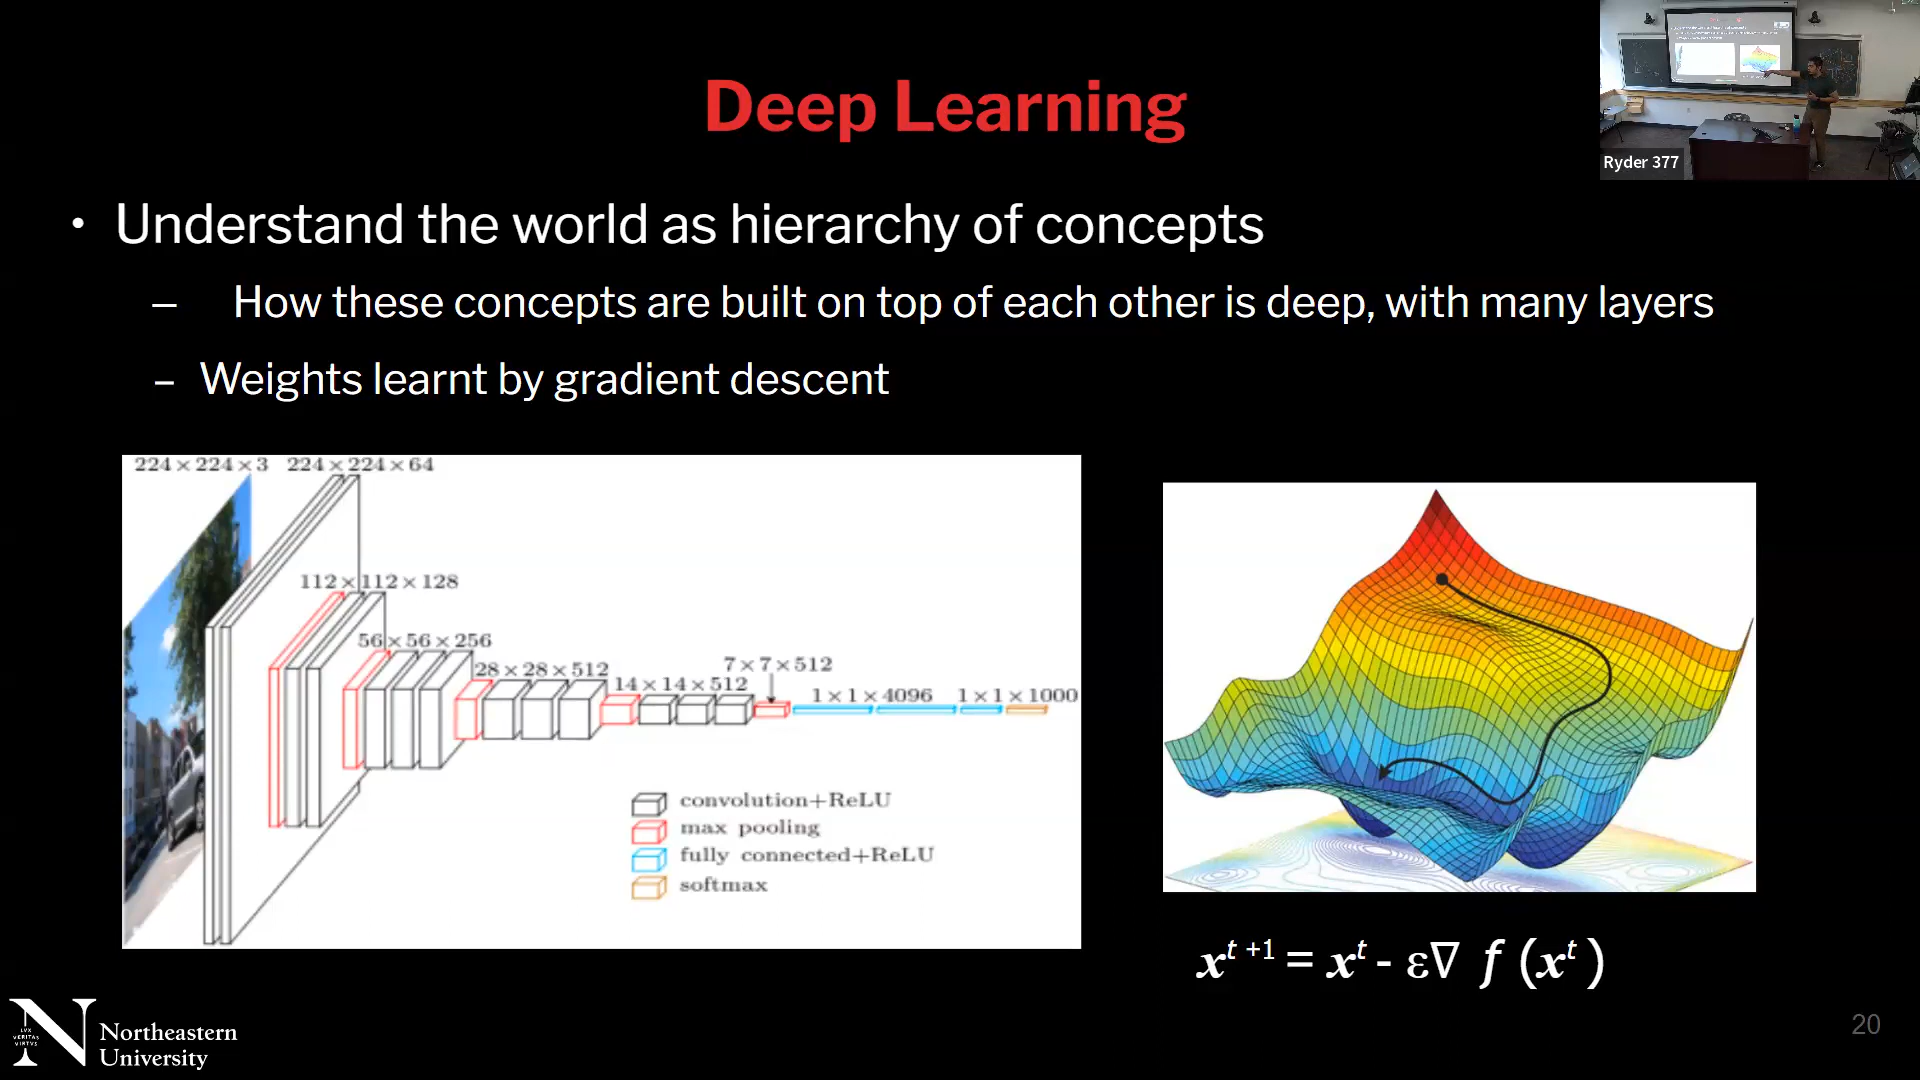 Deep Learning
Ryder 377
• Understand the world as hierarchy of concepts
– How these concepts are built on top of each other is deep, with many layers
– Weights learnt by gradient descent
224×224×3 224×224×64
112×112×128
56×56×256
28×28×512
14×14×512
7×7×512
1×1×4096 1×1×1000
convolution+ReLU
max pooling
fully connected+ReLU
softmax
x^{t+1} = x^t - ε∇ f (x^t)
LVX
VERITAS
VIRTVS
Northeastern
University
20